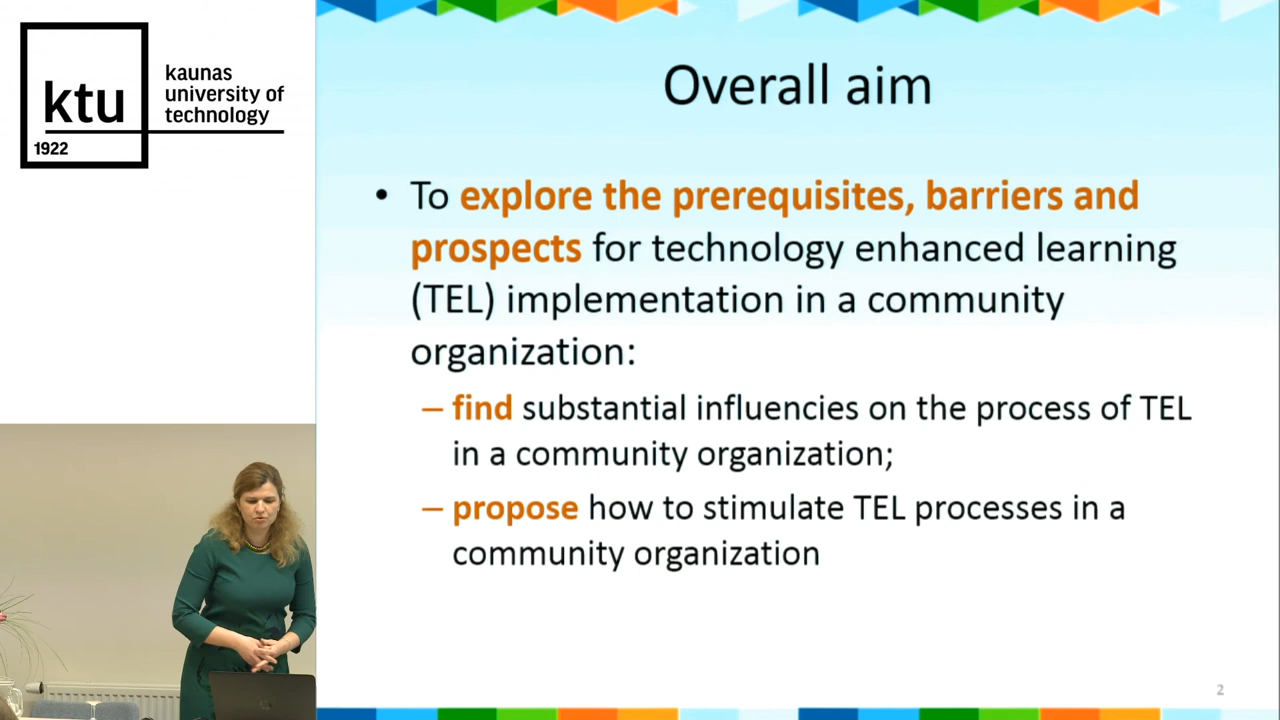 ktu
1922
kaunas
university of
technology
Overall aim
• To explore the prerequisites, barriers and
prospects for technology enhanced learning
(TEL) implementation in a community
organization:
– find substantial influencies on the process of TEL
in a community organization;
– propose how to stimulate TEL processes in a
community organization
2